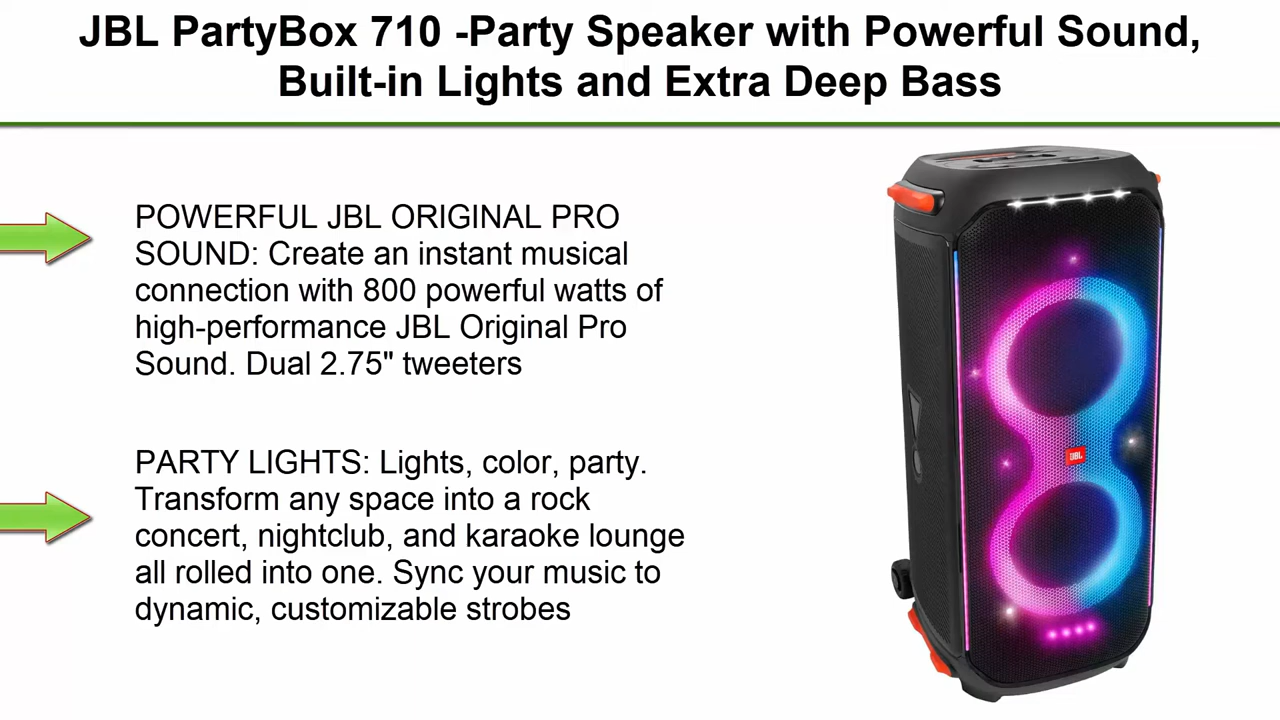 JBL PartyBox 710 -Party Speaker with Powerful Sound,
Built-in Lights and Extra Deep Bass
POWERFUL JBL ORIGINAL PRO
SOUND: Create an instant musical
connection with 800 powerful watts of
high-performance JBL Original Pro
Sound. Dual 2.75" tweeters
PARTY LIGHTS: Lights, color, party.
Transform any space into a rock
concert, nightclub, and karaoke lounge
all rolled into one. Sync your music to
dynamic, customizable strobes
JBL